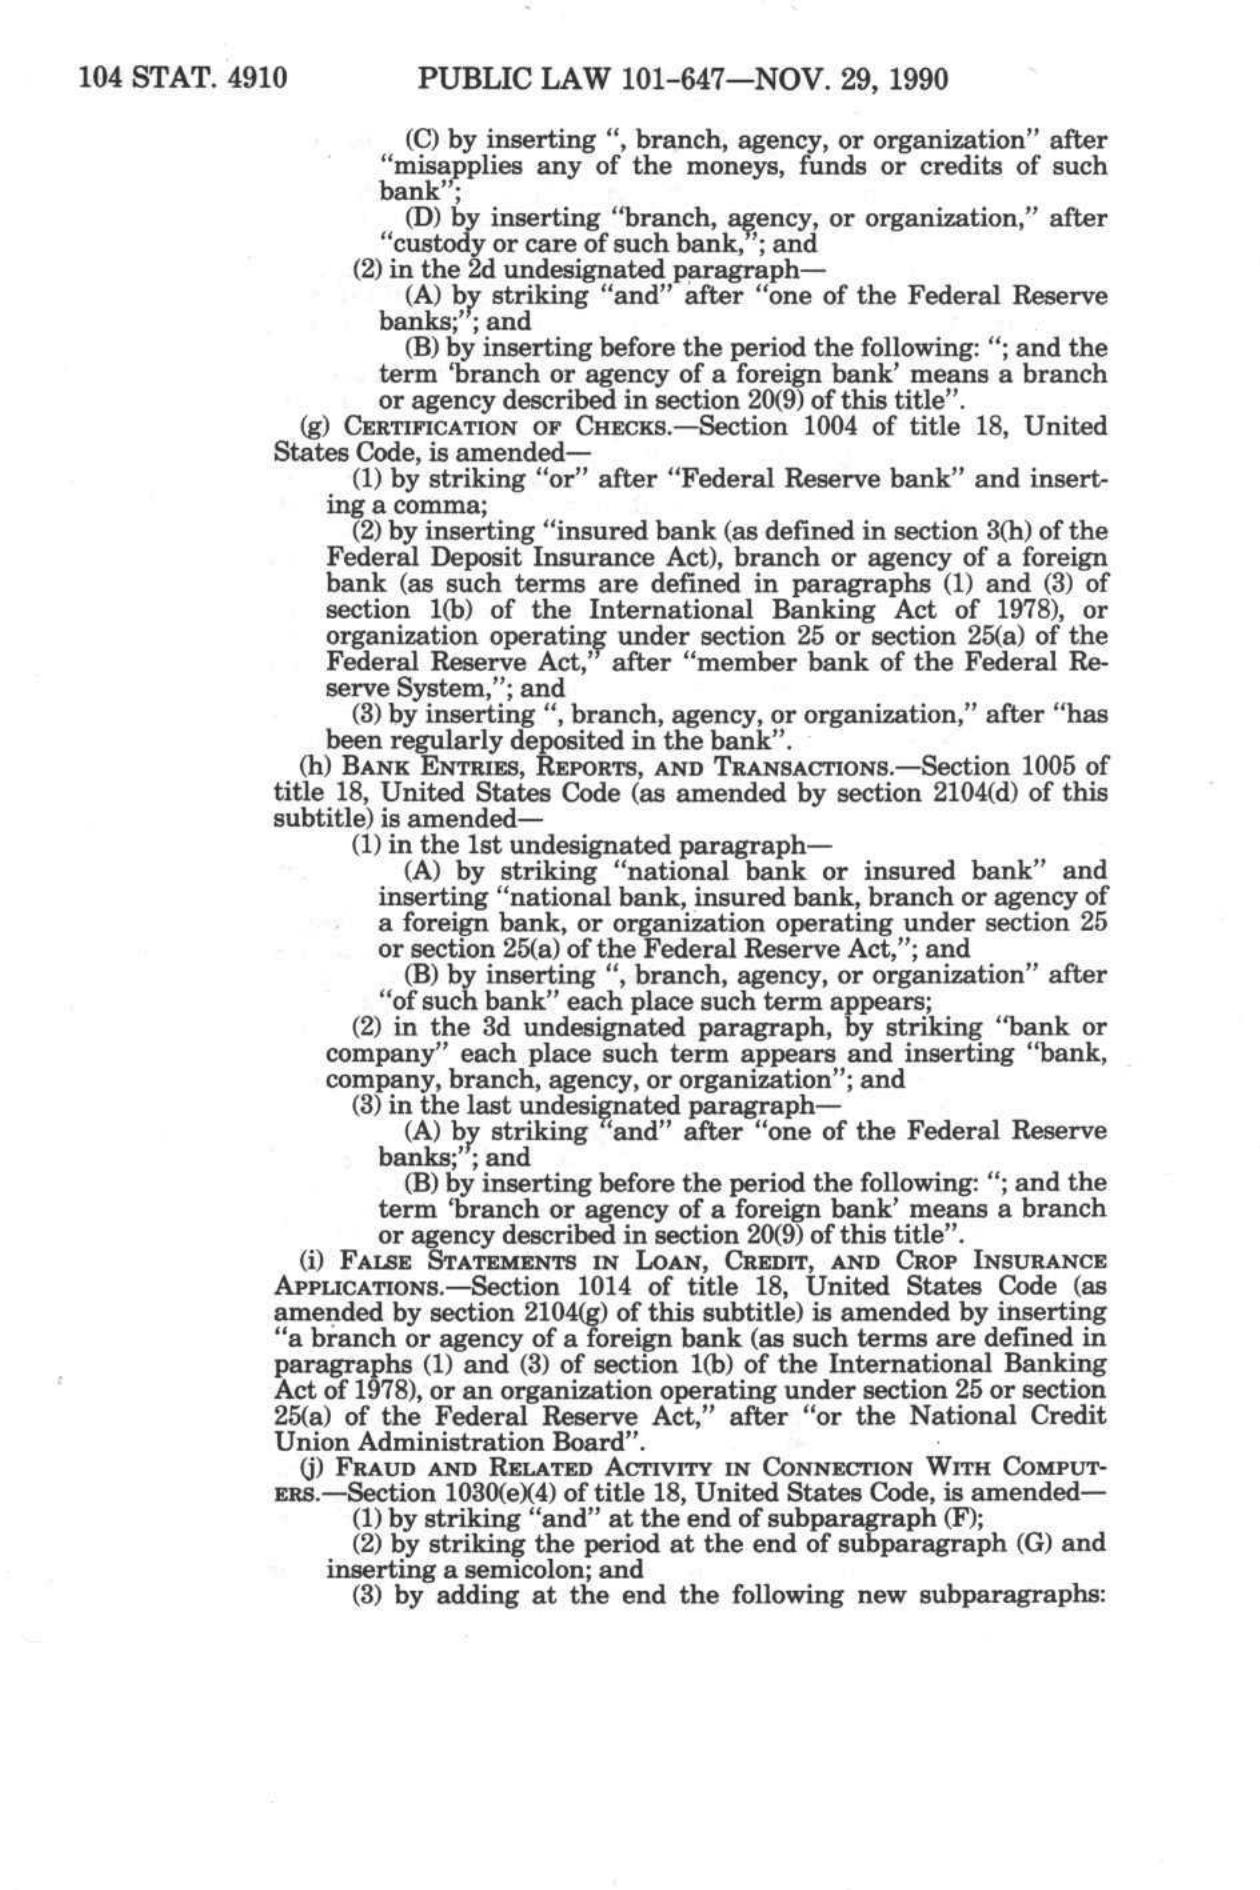 104 STAT. 4910 PUBLIC LAW 101-647—NOV. 29, 1990
(C) by inserting “, branch, agency, or organization” after
“misapplies any of the moneys, funds or credits of such
bank”;
(D) by inserting “branch, agency, or organization,” after
“custody or care of such bank,”; and
(2) in the 2d undesignated paragraph—
(A) by striking “and” after “one of the Federal Reserve
banks;”; and
(B) by inserting before the period the following: “; and the
term ‘branch or agency of a foreign bank’ means a branch
or agency described in section 20(9) of this title”.
(g) CERTIFICATION OF CHECKS.—Section 1004 of title 18, United
States Code, is amended—
(1) by striking “or” after “Federal Reserve bank” and insert-
ing a comma;
(2) by inserting “insured bank (as defined in section 3(h) of the
Federal Deposit Insurance Act), branch or agency of a foreign
bank (as such terms are defined in paragraphs (1) and (3) of
section 1(b) of the International Banking Act of 1978), or
organization operating under section 25 or section 25(a) of the
Federal Reserve Act,” after “member bank of the Federal Re-
serve System,”; and
(3) by inserting “, branch, agency, or organization,” after “has
been regularly deposited in the bank”.
(h) BANK ENTRIES, REPORTS, AND TRANSACTIONS.—Section 1005 of
title 18, United States Code (as amended by section 2104(d) of this
subtitle) is amended—
(1) in the 1st undesignated paragraph—
(A) by striking “national bank or insured bank” and
inserting “national bank, insured bank, branch or agency of
a foreign bank, or organization operating under section 25
or section 25(a) of the Federal Reserve Act,”; and
(B) by inserting “, branch, agency, or organization” after
“of such bank” each place such term appears;
(2) in the 3d undesignated paragraph, by striking “bank or
company” each place such term appears and inserting “bank,
company, branch, agency, or organization”; and
(3) in the last undesignated paragraph—
(A) by striking “and” after “one of the Federal Reserve
banks;”; and
(B) by inserting before the period the following: “; and the
term ‘branch or agency of a foreign bank’ means a branch
or agency described in section 20(9) of this title”.
(i) FALSE STATEMENTS IN LOAN, CREDIT, AND CROP INSURANCE
APPLICATIONS.—Section 1014 of title 18, United States Code (as
amended by section 2104(g) of this subtitle) is amended by inserting
“a branch or agency of a foreign bank (as such terms are defined in
paragraphs (1) and (3) of section 1(b) of the International Banking
Act of 1978), or an organization operating under section 25 or section
25(a) of the Federal Reserve Act,” after “or the National Credit
Union Administration Board”.
(j) FRAUD AND RELATED ACTIVITY IN CONNECTION WITH COMPUT-
ERS.—Section 1030(e)(4) of title 18, United States Code, is amended—
(1) by striking “and” at the end of subparagraph (F);
(2) by striking the period at the end of subparagraph (G) and
inserting a semicolon; and
(3) by adding at the end the following new subparagraphs: